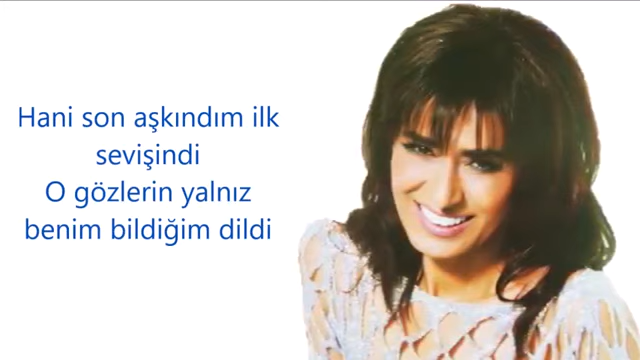 Hani son aşkındım ilk
sevişindi
O gözlerin yalnız
benim bildiğim dildi